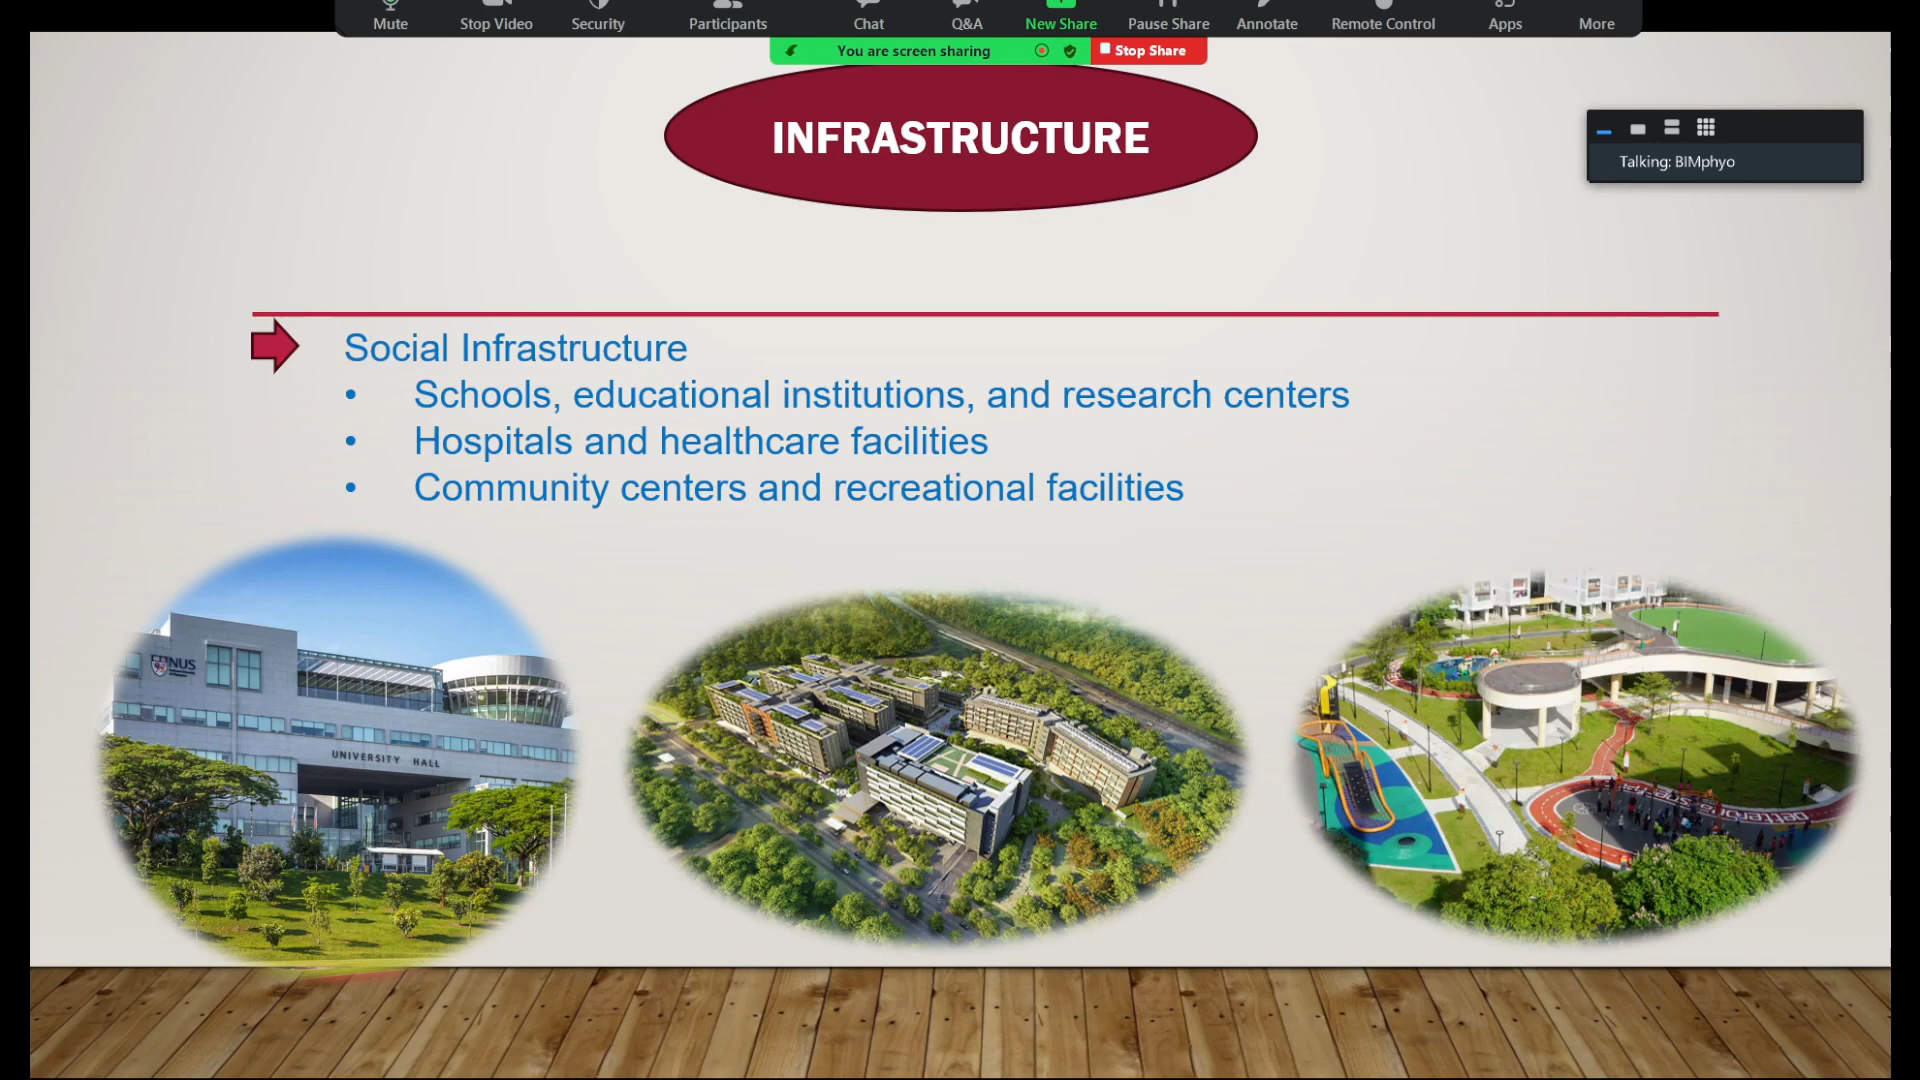 Mute
Stop Video
Security
Participants
Chat
Q&A
New Share
Pause Share
Annotate
Remote Control
Apps
More
You are screen sharing
Stop Share
INFRASTRUCTURE
Talking: BIMphyo
Social Infrastructure
• Schools, educational institutions, and research centers
• Hospitals and healthcare facilities
• Community centers and recreational facilities
NUS
UNIVERSITY HALL